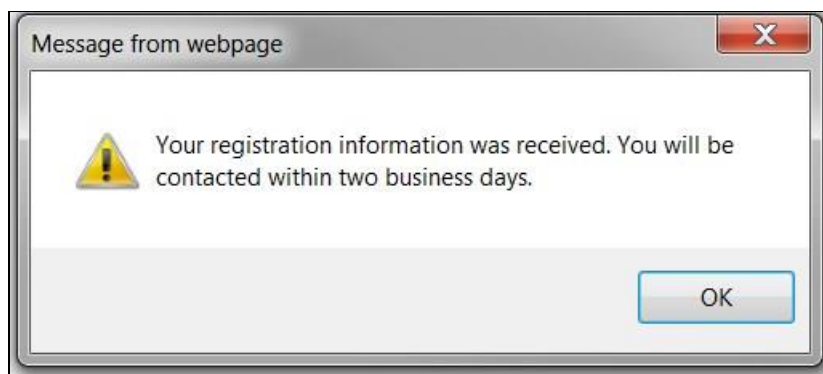 Message from webpage
Your registration information was received. You will be
contacted within two business days.
OK